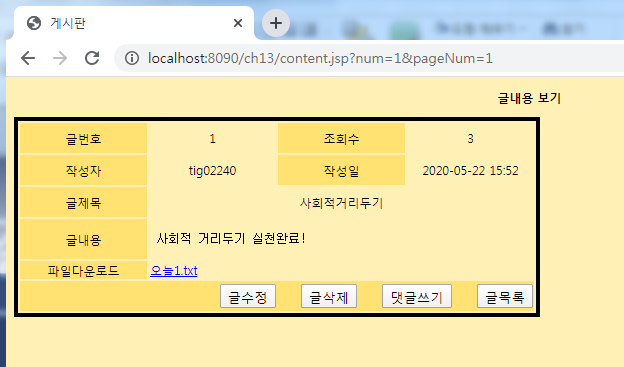 게시판
localhost:8090/ch13/content.jsp?num=1&pageNum=1
글내용 보기
글번호 1 조회수 3
작성자 tig02240 작성일 2020-05-22 15:52
글제목 사회적거리두기
글내용 사회적 거리두기 실천완료!
파일다운로드 오늘1.txt
글수정 글삭제 댓글쓰기 글목록